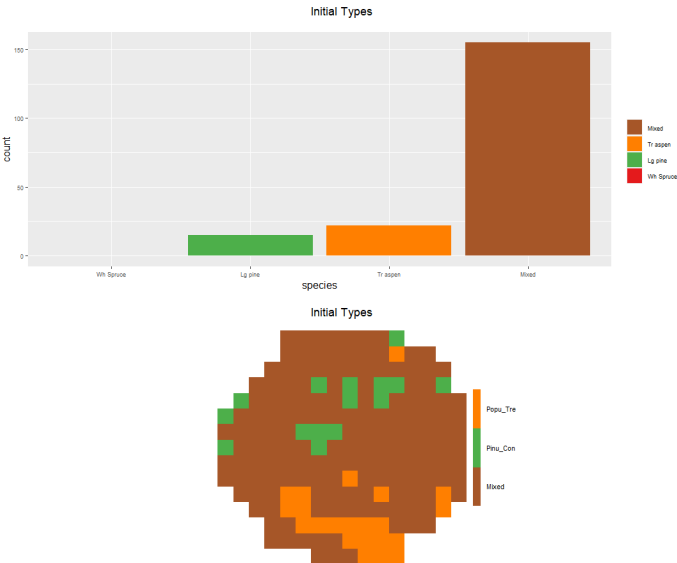 Initial Types
150
100
50
0
count
Wh Spruce
Lg pine
Tr aspen
Mixed
species
Mixed
Tr aspen
Lg pine
Wh Spruce
Initial Types
Popu_Tre
Pinu_Con
Mixed